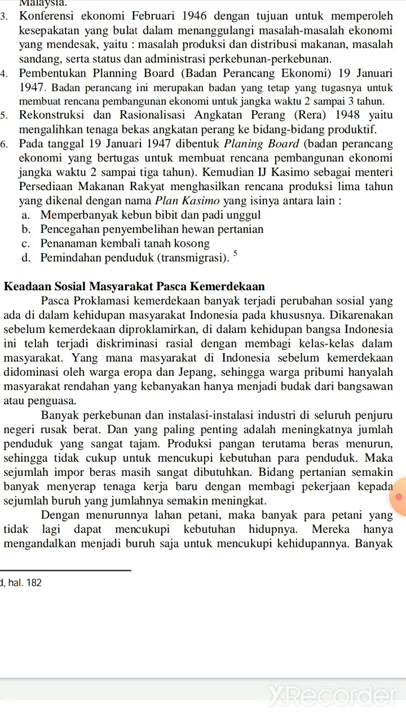 Malaysia.
3. Konferensi ekonomi Februari 1946 dengan tujuan untuk memperoleh
kesepakatan yang bulat dalam menanggulangi masalah-masalah ekonomi
yang mendesak, yaitu : masalah produksi dan distribusi makanan, masalah
sandang, serta status dan administrasi perkebunan-perkebunan.
4. Pembentukan Planning Board (Badan Perancang Ekonomi) 19 Januari
1947. Badan perancang ini merupakan badan yang tetap yang tugasnya untuk
membuat rencana pembangunan ekonomi untuk jangka waktu 2 sampai 3 tahun.
5. Rekonstruksi dan Rasionalisasi Angkatan Perang (Rera) 1948 yaitu
mengalihkan tenaga bekas angkatan perang ke bidang-bidang produktif.
6. Pada tanggal 19 Januari 1947 dibentuk Planing Board (badan perancang
ekonomi yang bertugas untuk membuat rencana pembangunan ekonomi
jangka waktu 2 sampai tiga tahun). Kemudian IJ Kasimo sebagai menteri
Persediaan Makanan Rakyat menghasilkan rencana produksi lima tahun
yang dikenal dengan nama Plan Kasimo yang isinya antara lain :
a. Memperbanyak kebun bibit dan padi unggul
b. Pencegahan penyembelihan hewan pertanian
c. Penanaman kembali tanah kosong
d. Pemindahan penduduk (transmigrasi). 5
Keadaan Sosial Masyarakat Pasca Kemerdekaan
Pasca Proklamasi kemerdekaan banyak terjadi perubahan sosial yang
ada di dalam kehidupan masyarakat Indonesia pada khususnya. Dikarenakan
sebelum kemerdekaan diproklamirkan, di dalam kehidupan bangsa Indonesia
ini telah terjadi diskriminasi rasial dengan membagi kelas-kelas dalam
masyarakat. Yang mana masyarakat di Indonesia sebelum kemerdekaan
didominasi oleh warga eropa dan Jepang, sehingga warga pribumi hanyalah
masyarakat rendahan yang kebanyakan hanya menjadi budak dari bangsawan
atau penguasa.
Banyak perkebunan dan instalasi-instalasi industri di seluruh penjuru
negeri rusak berat. Dan yang paling penting adalah meningkatnya jumlah
penduduk yang sangat tajam. Produksi pangan terutama beras menurun,
sehingga tidak cukup untuk mencukupi kebutuhan para penduduk. Maka
sejumlah impor beras masih sangat dibutuhkan. Bidang pertanian semakin
banyak menyerap tenaga kerja baru dengan membagi pekerjaan kepada
sejumlah buruh yang jumlahnya semakin meningkat.
Dengan menurunnya lahan petani, maka banyak para petani yang
tidak lagi dapat mencukupi kebutuhan hidupnya. Mereka hanya
mengandalkan menjadi buruh saja untuk mencukupi kehidupannya. Banyak
d, hal. 182
XRecorder